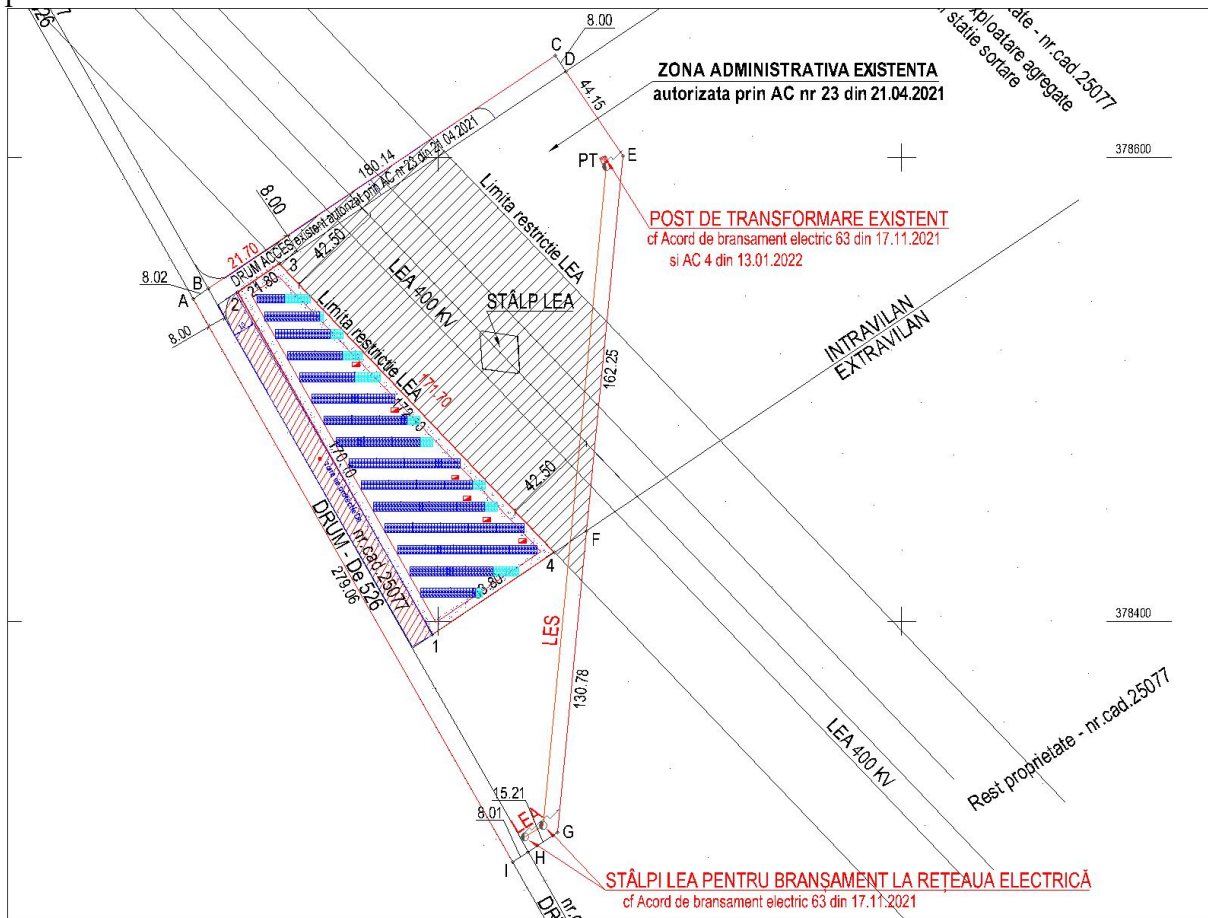 8.00
C
D
44.15
ZONA ADMINISTRATIVA EXISTENTA
autorizata prin AC nr 23 din 21.04.2021
- nr.cad.25077
exploatare agregate
statie sortare
E
PT
378600
180.14
DRUM ACCES existent autorizat prin AC nr 23 din 21.04.2021
8.00
21.70
42.50
Limita restrictie LEA
POST DE TRANSFORMARE EXISTENT
cf Acord de bransament electric 63 din 17.11.2021
si AC 4 din 13.01.2022
8.02
B
A
2
21.80
3
8.00
LEA 400 KV
STÂLP LEA
Limita restrictie LEA
171.70
INTRAVILAN
EXTRAVILAN
162.25
170.10
42.50
DRUM - De 526
nr.cad.25077
279.06
F
4
1
378400
LES
130.78
LEA 400 KV
Rest proprietate - nr.cad.25077
15.21
8.01
LEA
G
H
I
STÂLPI LEA PENTRU BRANȘAMENT LA REȚEAUA ELECTRICĂ
cf Acord de bransament electric 63 din 17.11.2021